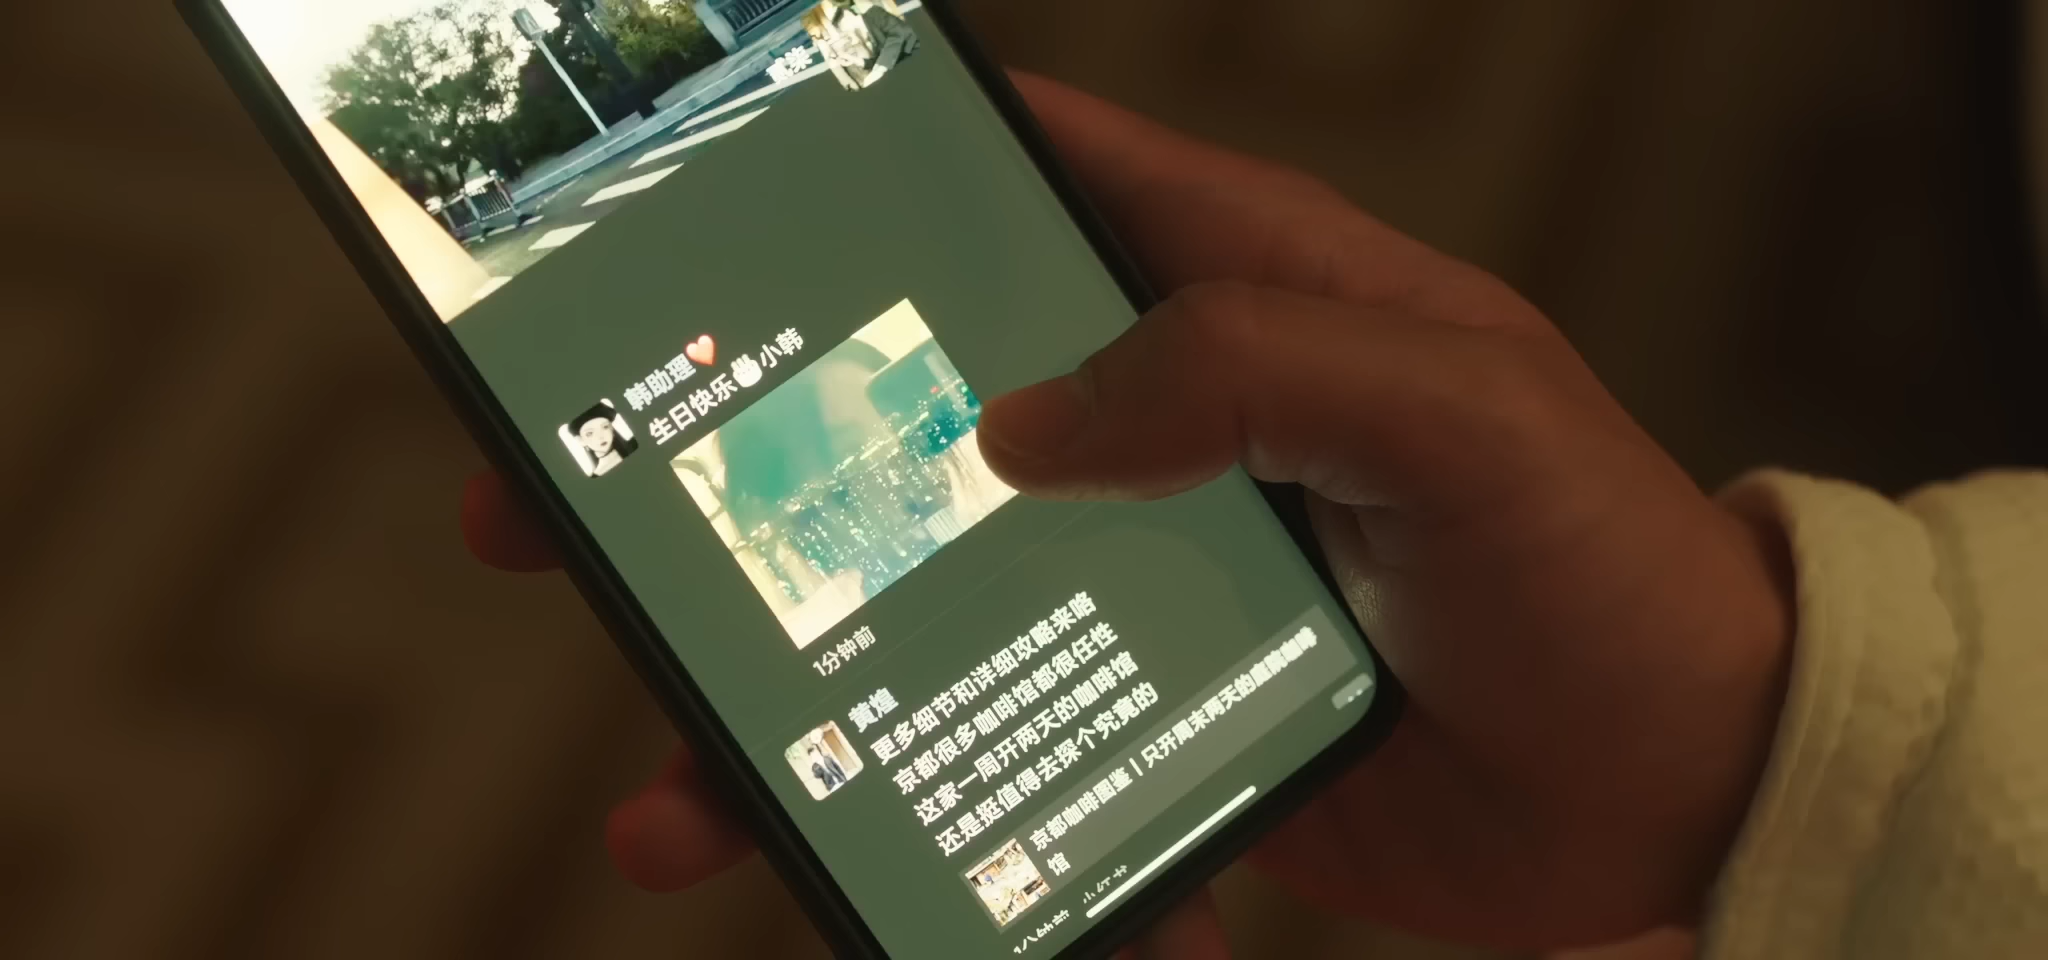 韩助理❤️
生日快乐👌小韩
1分钟前
黄煌
更多细节和详细攻略来咯
京都很多咖啡馆都很任性
这家一周开两天的咖啡馆
还是挺值得去探个究竟的
京都咖啡图鉴丨只开周末两天的咖啡
馆